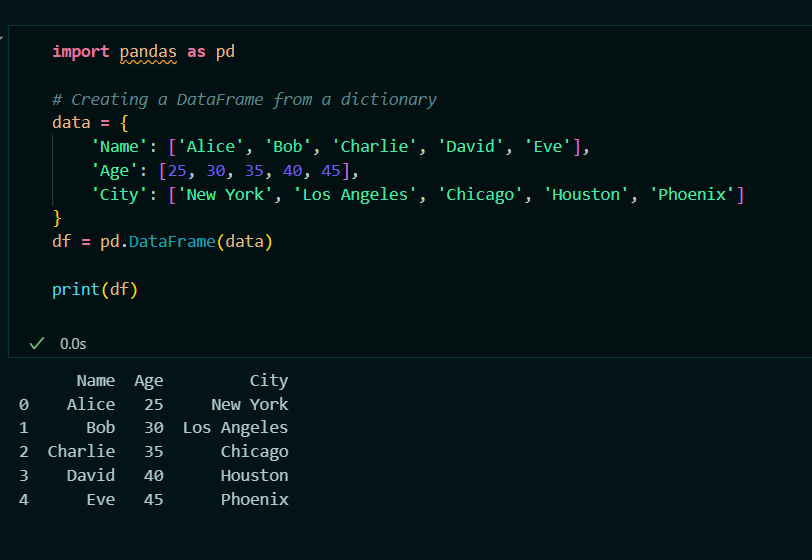 import pandas as pd
# Creating a DataFrame from a dictionary
data = {
    'Name': ['Alice', 'Bob', 'Charlie', 'David', 'Eve'],
    'Age': [25, 30, 35, 40, 45],
    'City': ['New York', 'Los Angeles', 'Chicago', 'Houston', 'Phoenix']
}
df = pd.DataFrame(data)
print(df)
0.0s
      Name  Age         City
0    Alice   25     New York
1      Bob   30  Los Angeles
2  Charlie   35      Chicago
3    David   40      Houston
4      Eve   45      Phoenix